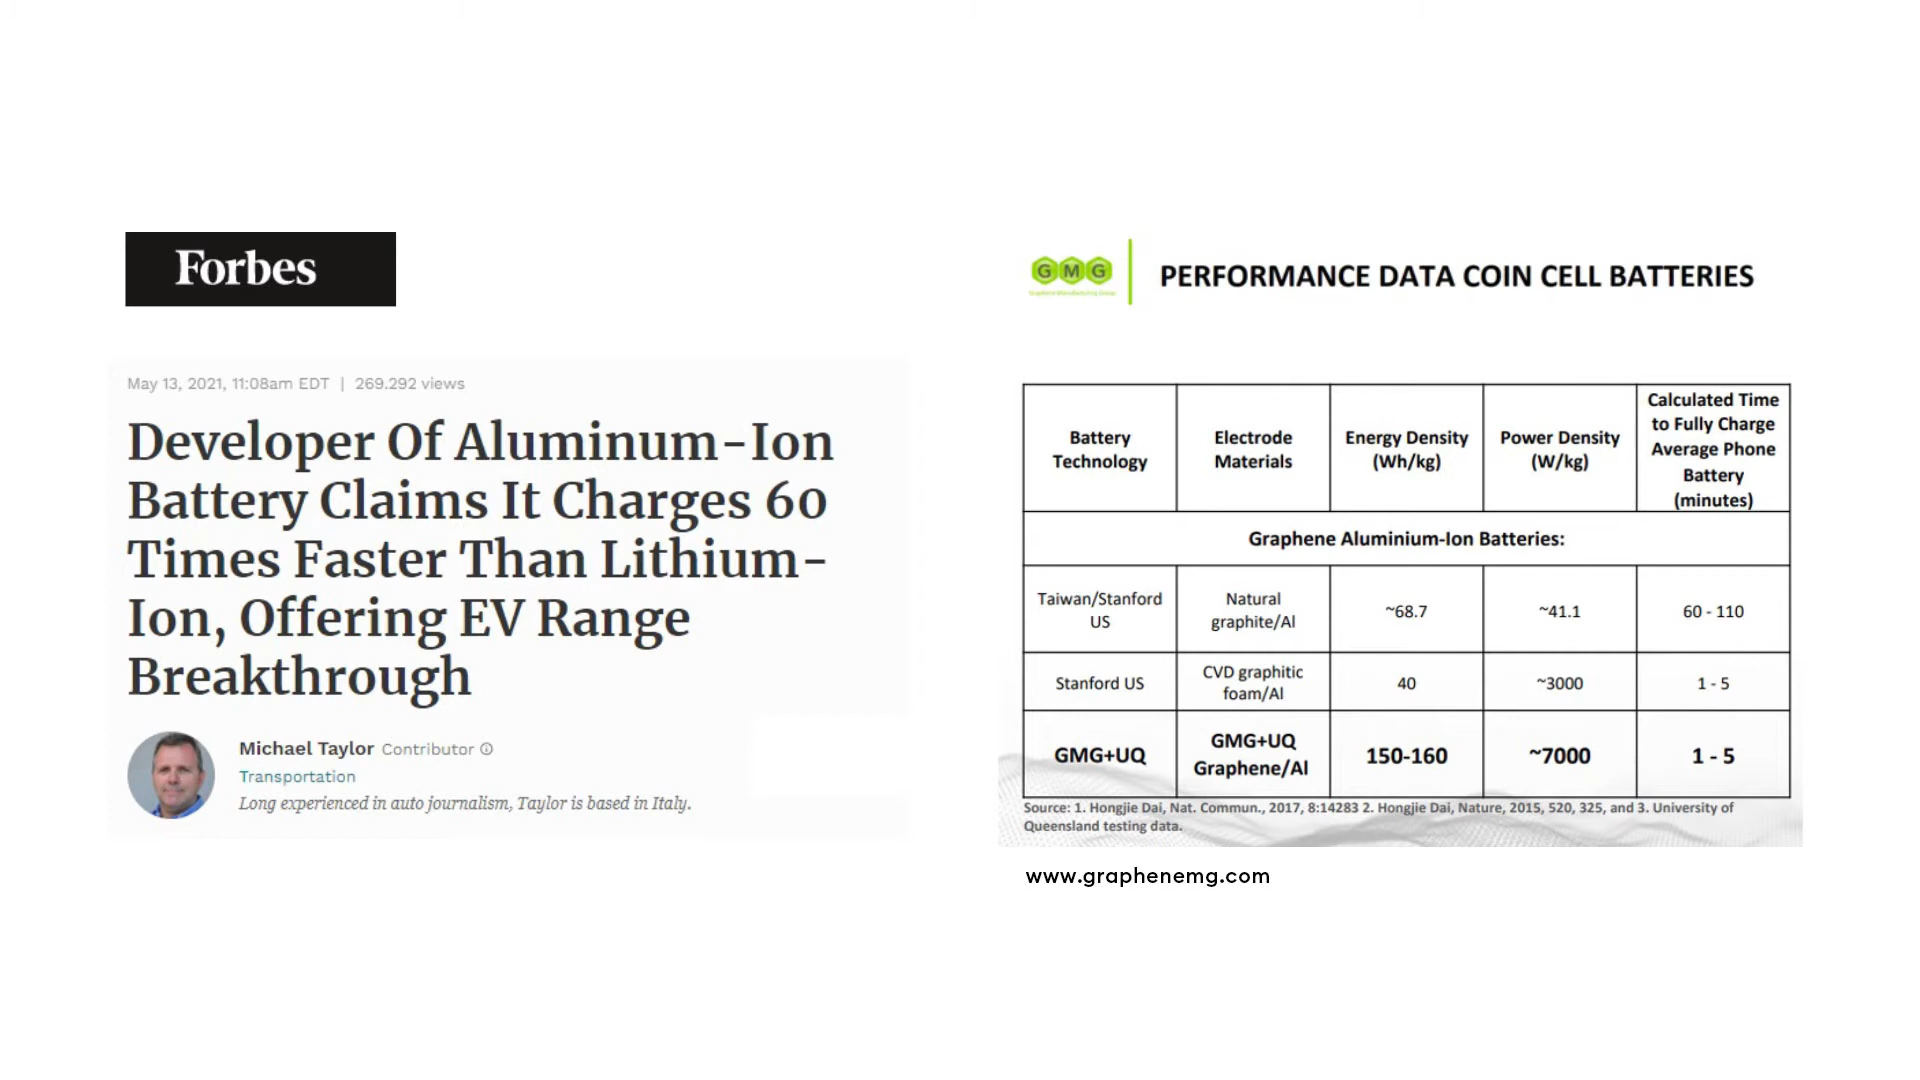 Forbes
May 13, 2021, 11:08am EDT | 269.292 views
Developer Of Aluminum-Ion
Battery Claims It Charges 60
Times Faster Than Lithium-
Ion, Offering EV Range
Breakthrough
Michael Taylor Contributor
Transportation
Long experienced in auto journalism, Taylor is based in Italy.
GMG
Graphene Manufacturing Group
PERFORMANCE DATA COIN CELL BATTERIES
Battery
Technology
Electrode
Materials
Energy Density
(Wh/kg)
Power Density
(W/kg)
Calculated Time
to Fully Charge
Average Phone
Battery
(minutes)
Graphene Aluminium-Ion Batteries:
Taiwan/Stanford
US
Natural
graphite/Al
~68.7
~41.1
60 - 110
Stanford US
CVD graphitic
foam/Al
40
~3000
1 - 5
GMG+UQ
GMG+UQ
Graphene/Al
150-160
~7000
1 - 5
Source: 1. Hongjie Dai, Nat. Commun., 2017, 8:14283 2. Hongjie Dai, Nature, 2015, 520, 325, and 3. University of
Queensland testing data.
www.graphenemg.com